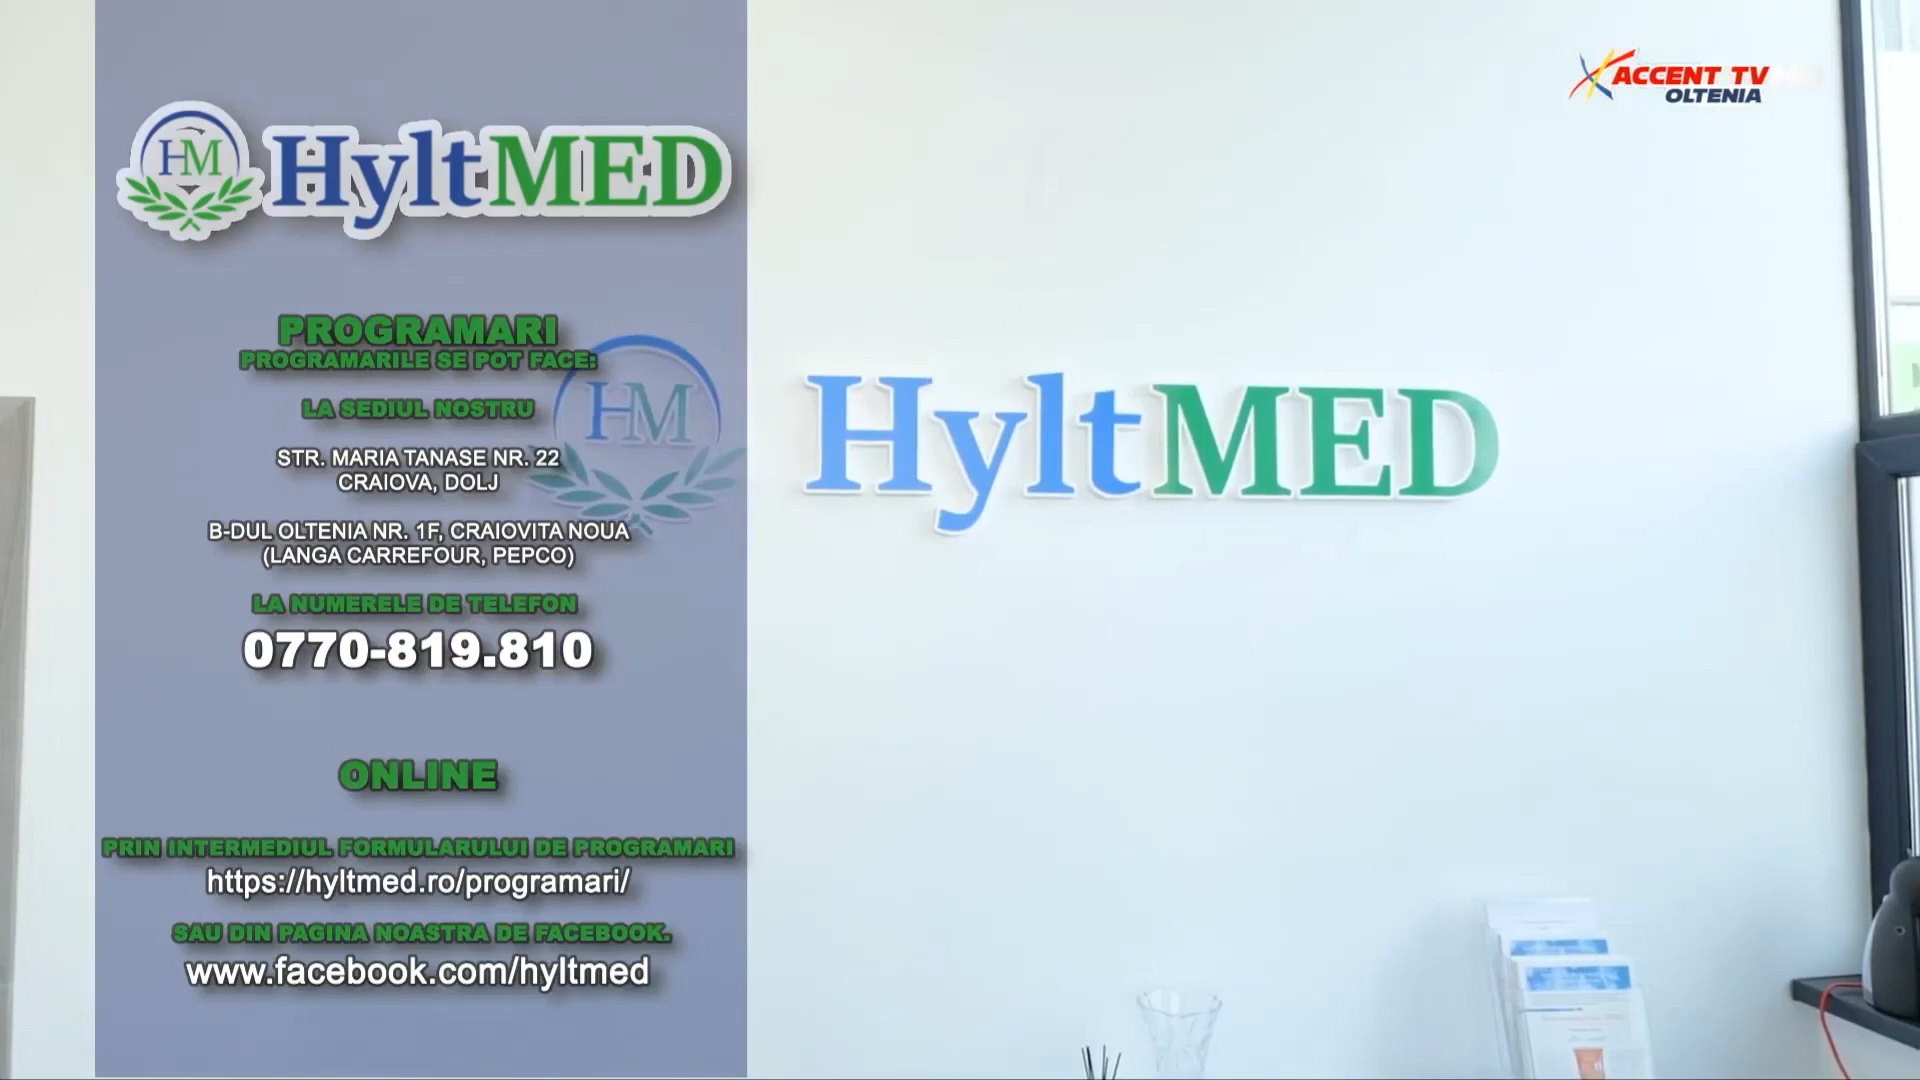 HM HyltMED
PROGRAMARI
PROGRAMARILE SE POT FACE:
LA SEDIUL NOSTRU
STR. MARIA TANASE NR. 22
CRAIOVA, DOLJ
B-DUL OLTENIA NR. 1F, CRAIOVITA NOUA
(LANGA CARREFOUR, PEPCO)
LA NUMERELE DE TELEFON
0770-819.810
ONLINE
PRIN INTERMEDIUL FORMULARULUI DE PROGRAMARI
https://hyltmed.ro/programari/
SAU DIN PAGINA NOASTRA DE FACEBOOK.
www.facebook.com/hyltmed
HM
HyltMED
ACCENT TV
OLTENIA